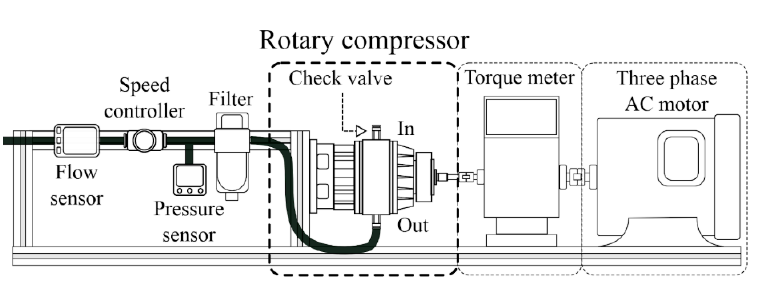 Rotary compressor
Check valve
Torque meter
Three phase
AC motor
Speed
controller
Filter
In
Flow
sensor
Pressure
sensor
Out